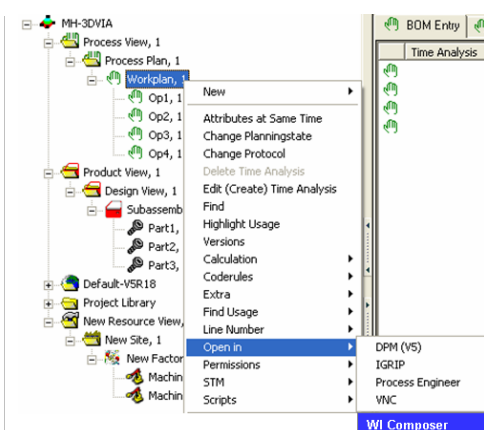 MH-3DVIA
Process View, 1
Process Plan, 1
Workplan, 1
Op1, 1
Op2, 1
Op3, 1
Op4, 1
Product View, 1
Design View, 1
Subassemb
Part1,
Part2,
Part3,
Default-V5R18
Project Library
New Resource View,
New Site, 1
New Factor
Machin
Machin
New
Attributes at Same Time
Change Planningstate
Change Protocol
Delete Time Analysis
Edit (Create) Time Analysis
Find
Highlight Usage
Versions
Calculation
Coderules
Extra
Find Usage
Line Number
Open in
Permissions
STM
Scripts
DPM (V5)
IGRIP
Process Engineer
VNC
WI Composer
BOM Entry
Time Analysis